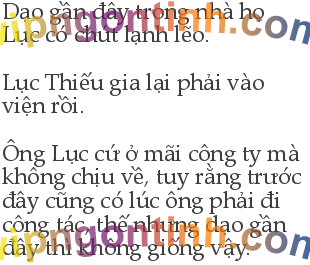 Dạo gần đây trong nhà họ
Lục có chút lạnh lẽo.
Lục Thiếu gia lại phải vào
viện rồi.
Ông Lục cứ ở mãi công ty mà
không chịu về, tuy rằng trước
đây cũng có lúc ông phải đi
công tác, thế nhưng dạo gần
đây thì không giống vậy.